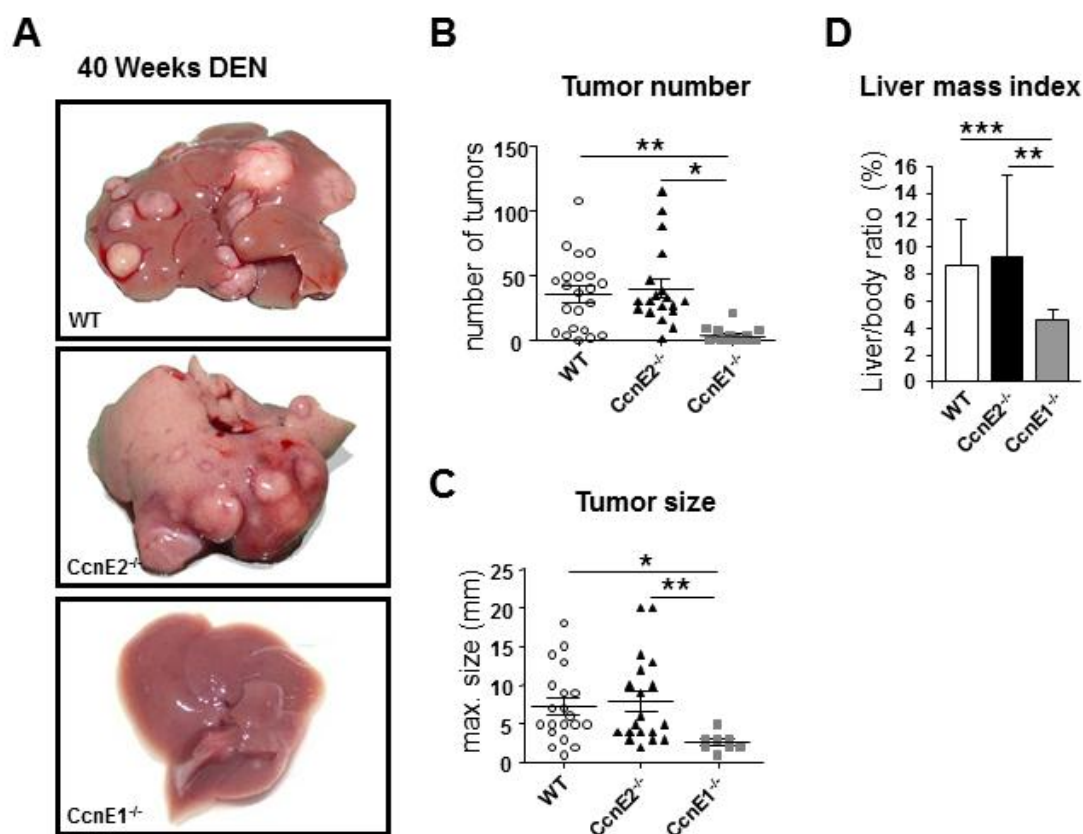 A
40 Weeks DEN
WT
CcnE2-/-
CcnE1-/-
B
Tumor number
**
*
number of tumors
150
100
50
0
WT
CcnE2-/-
CcnE1-/-
C
Tumor size
*
**
max. size (mm)
25
20
15
10
5
0
WT
CcnE2-/-
CcnE1-/-
D
Liver mass index
***
**
Liver/body ratio (%)
16
14
12
10
8
6
4
2
0
WT
CcnE2-/-
CcnE1-/-